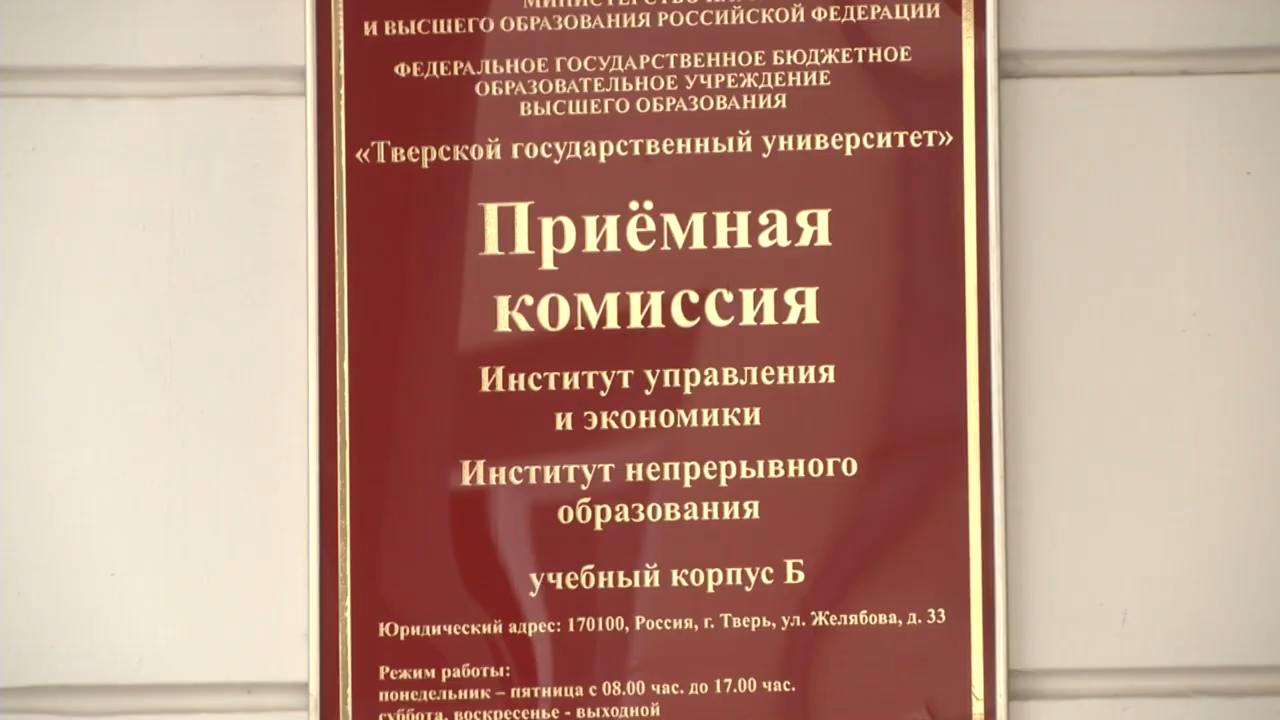 МИНИСТЕРСТВО
И ВЫСШЕГО ОБРАЗОВАНИЯ РОССИЙСКОЙ ФЕДЕРАЦИИ
ФЕДЕРАЛЬНОЕ ГОСУДАРСТВЕННОЕ БЮДЖЕТНОЕ
ОБРАЗОВАТЕЛЬНОЕ УЧРЕЖДЕНИЕ
ВЫСШЕГО ОБРАЗОВАНИЯ
«Тверской государственный университет»
Приёмная
комиссия
Институт управления
и экономики
Институт непрерывного
образования
учебный корпус Б
Юридический адрес: 170100, Россия, г. Тверь, ул. Желябова, д. 33
Режим работы:
понедельник – пятница с 08.00 час. до 17.00 час.
суббота, воскресенье - выходной